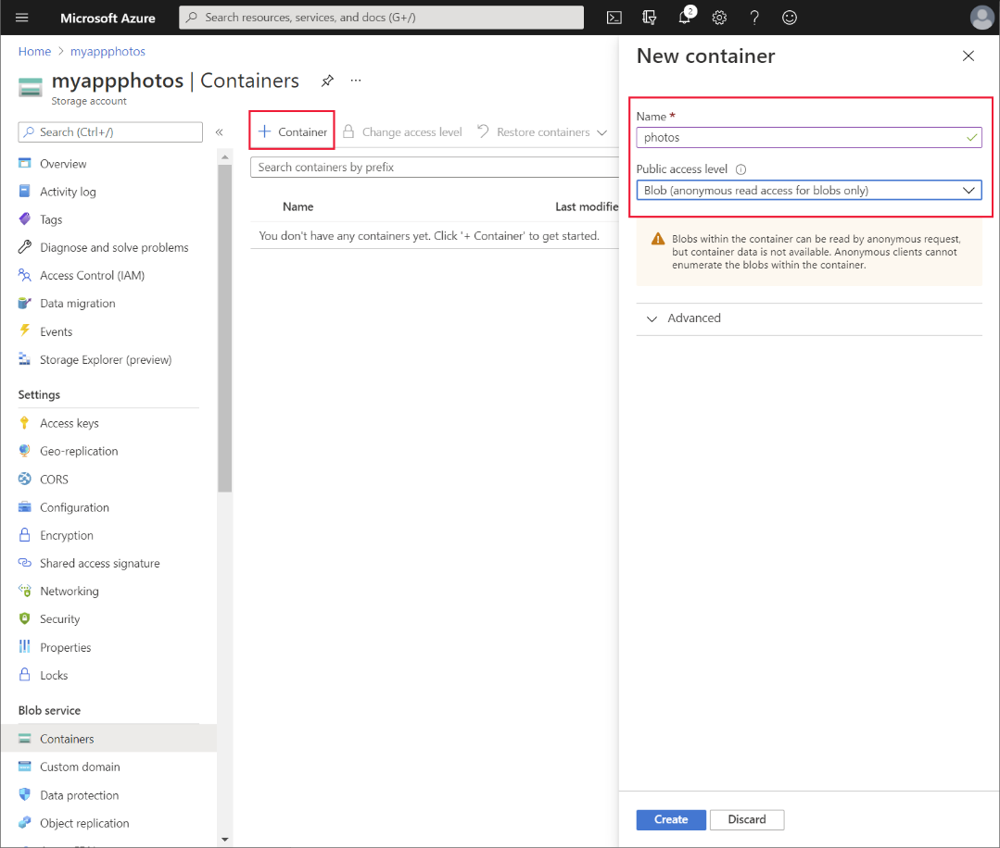 Microsoft Azure
Search resources, services, and docs (G+/)
2
Home > myappphotos
myappphotos | Containers
...
Storage account
Search (Ctrl+/)
«
Overview
Activity log
Tags
Diagnose and solve problems
Access Control (IAM)
Data migration
Events
Storage Explorer (preview)
Settings
Access keys
Geo-replication
CORS
Configuration
Encryption
Shared access signature
Networking
Security
Properties
Locks
Blob service
Containers
Custom domain
Data protection
Object replication
+ Container
Change access level
Restore containers
Search containers by prefix
Name
Last modifie
You don't have any containers yet. Click '+ Container' to get started.
New container
Name *
photos
Public access level
Blob (anonymous read access for blobs only)
Blobs within the container can be read by anonymous request,
but container data is not available. Anonymous clients cannot
enumerate the blobs within the container.
Advanced
Create
Discard